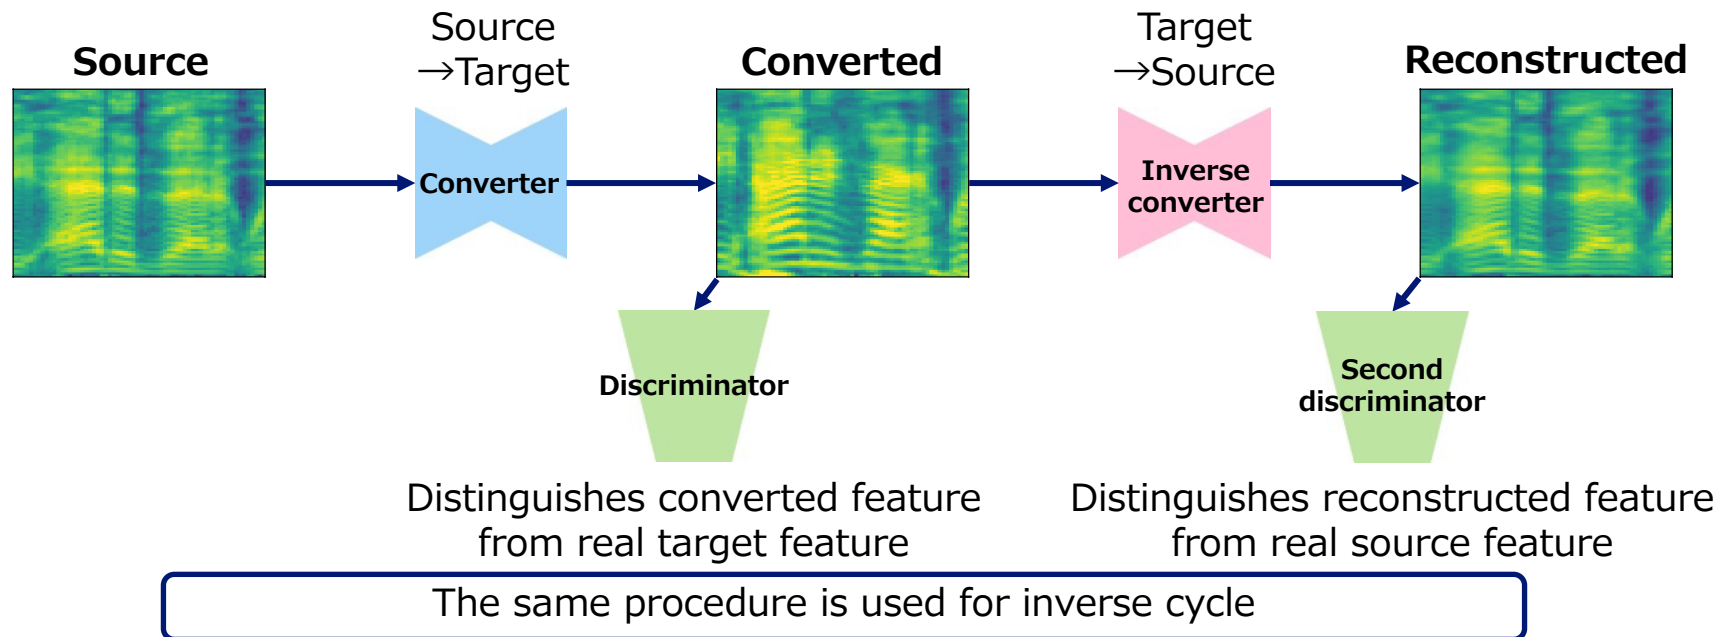 Source
Source
→Target
Converted
Target
→Source
Reconstructed
Converter
Inverse
converter
Discriminator
Second
discriminator
Distinguishes converted feature
from real target feature
Distinguishes reconstructed feature
from real source feature
The same procedure is used for inverse cycle